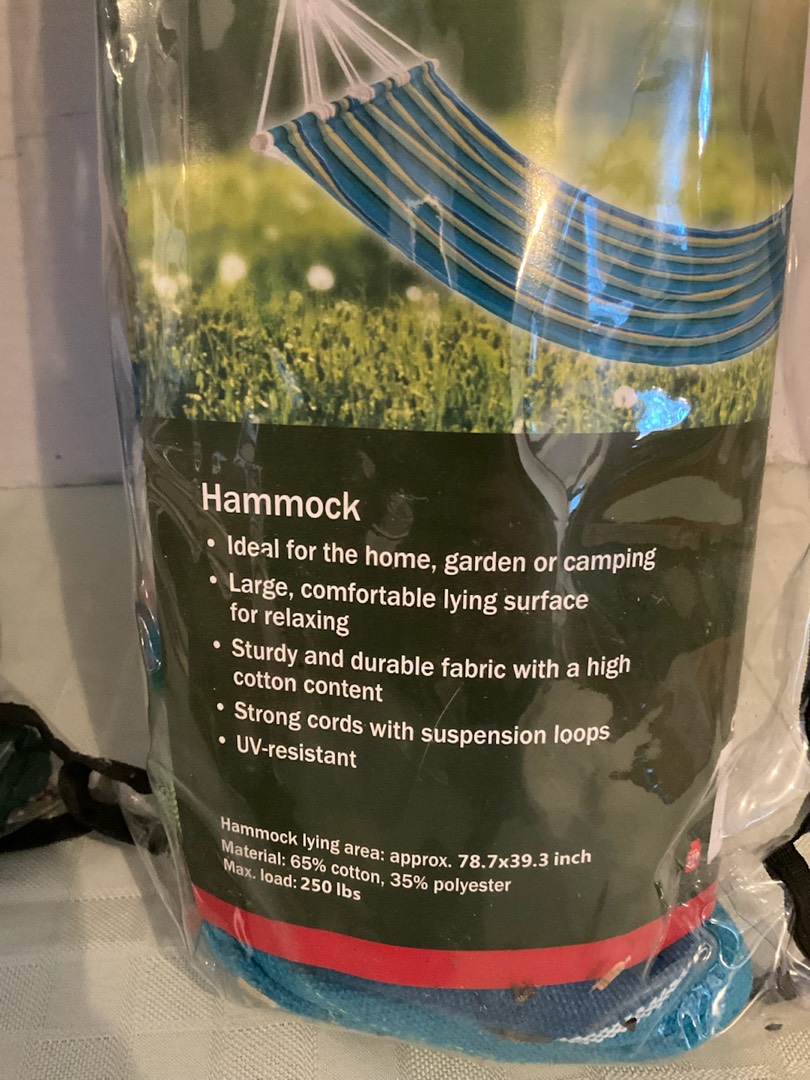 Hammock
• Ideal for the home, garden or camping
• Large, comfortable lying surface
for relaxing
• Sturdy and durable fabric with a high
cotton content
• Strong cords with suspension loops
• UV-resistant
Hammock lying area: approx. 78.7x39.3 inch
Material: 65% cotton, 35% polyester
Max. load: 250 lbs